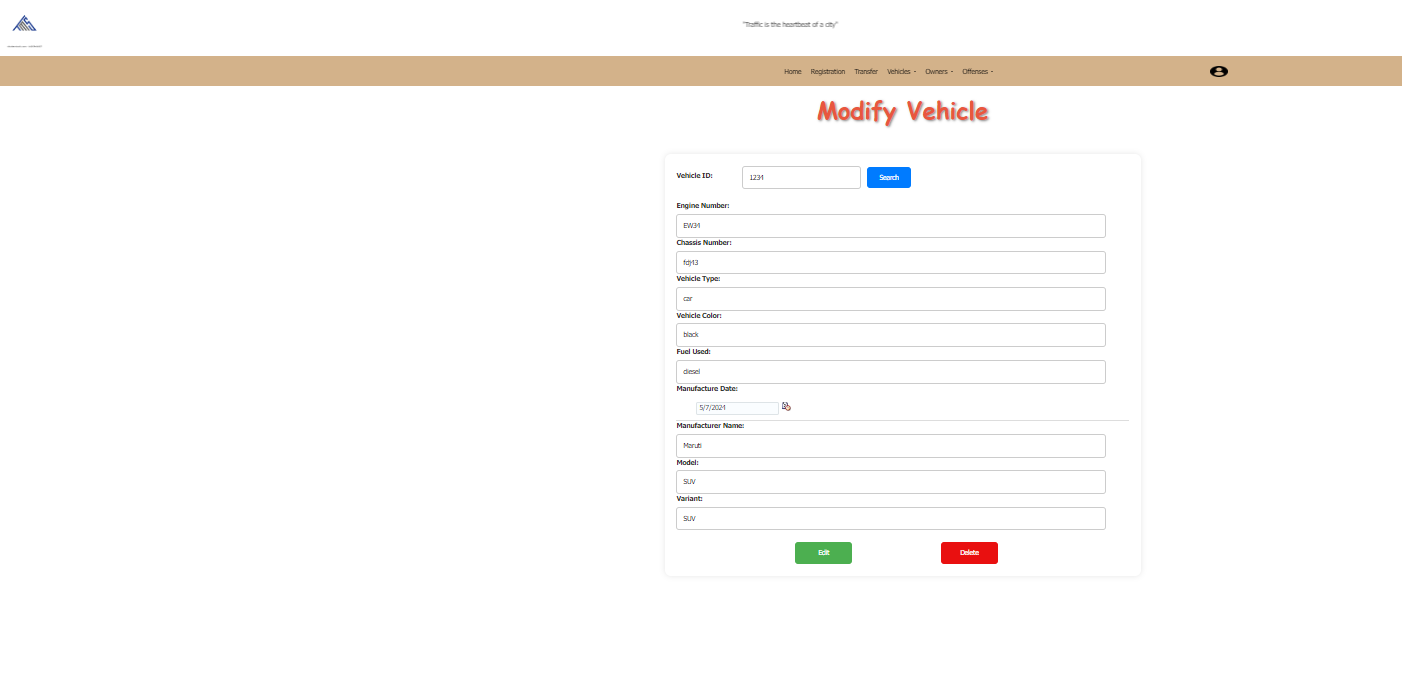 "Traffic is the heartbeat of a city"
Home Registration Transfer Vehicles Owners Offenses
Modify Vehicle
Vehicle ID: 1234 Search
Engine Number:
EW34
Chassis Number:
fdj43
Vehicle Type:
car
Vehicle Color:
black
Fuel Used:
diesel
Manufacture Date:
5/7/2024
Manufacturer Name:
Maruti
Model:
SUV
Variant:
SUV
Edit Delete